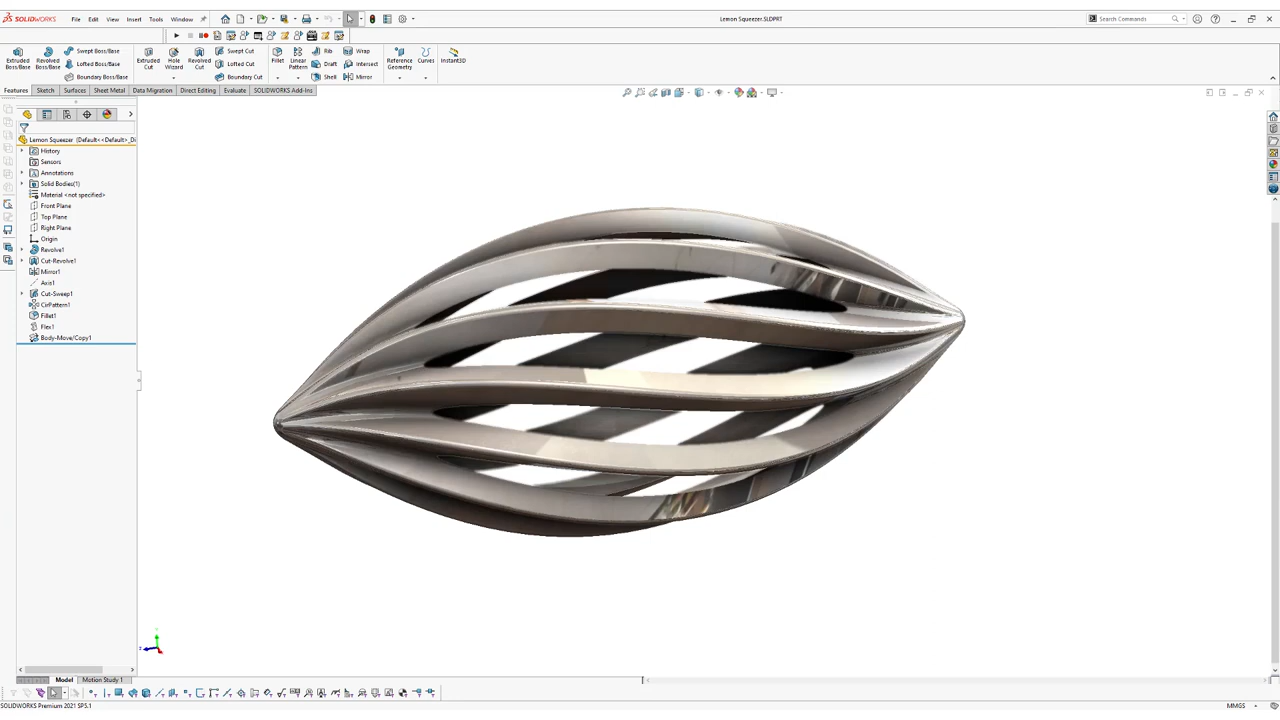 SOLIDWORKS File Edit View Insert Tools Window Lemon Squeezer.SLDPRT Search Commands
Extruded Boss/Base Revolved Boss/Base Swept Boss/Base Extruded Cut Hole Wizard Revolved Cut Swept Cut Fillet Linear Pattern Rib Wrap Reference Geometry Curves Instant3D
Lofted Boss/Base Lofted Cut Draft Intersect
Boundary Boss/Base Boundary Cut Shell Mirror
Features Sketch Surfaces Sheet Metal Data Migration Direct Editing Evaluate SOLIDWORKS Add-Ins
Lemon Squeezer (Default<<Default>_Di
History
Sensors
Annotations
Solid Bodies(1)
Material <not specified>
Front Plane
Top Plane
Right Plane
Origin
Revolve1
Cut-Revolve1
Mirror1
Axis1
Cut-Sweep1
CirPattern1
Fillet1
Flex1
Body-Move/Copy1
Model Motion Study 1
SOLIDWORKS Premium 2021 SP5.1 MMGS